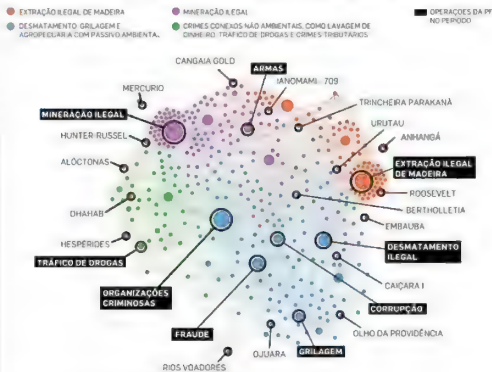 EXTRAÇÃO ILEGAL DE MADEIRA
MINERAÇÃO ILEGAL
OPERAÇÕES DA PF
NO PERÍODO
DESMATAMENTO, GRILAGEM E
AGROPECUÁRIA COM PASSIVO AMBIENTAL
CRIMES CONEXOS NÃO AMBIENTAIS, COMO LAVAGEM DE
DINHEIRO, TRÁFICO DE DROGAS E CRIMES TRIBUTÁRIOS
CANGAIA GOLD
ARMAS
IANOMAMI - 709
MERCÚRIO
TRINCHEIRA PARAKANÃ
MINERAÇÃO ILEGAL
URUTAU
HUNTER-RUSSEL
ANHANGÁ
ALÓCTONAS
EXTRAÇÃO ILEGAL
DE MADEIRA
ROOSEVELT
DHAHAB
BERTHOLLETIA
EMBAÚBA
HESPÉRIDES
TRÁFICO DE DROGAS
DESMATAMENTO
ILEGAL
CAIÇARA I
ORGANIZAÇÕES
CRIMINOSAS
CORRUPÇÃO
FRAUDE
OLHO DA PROVIDÊNCIA
OJUARA
GRILAGEM
RIOS VOADORES